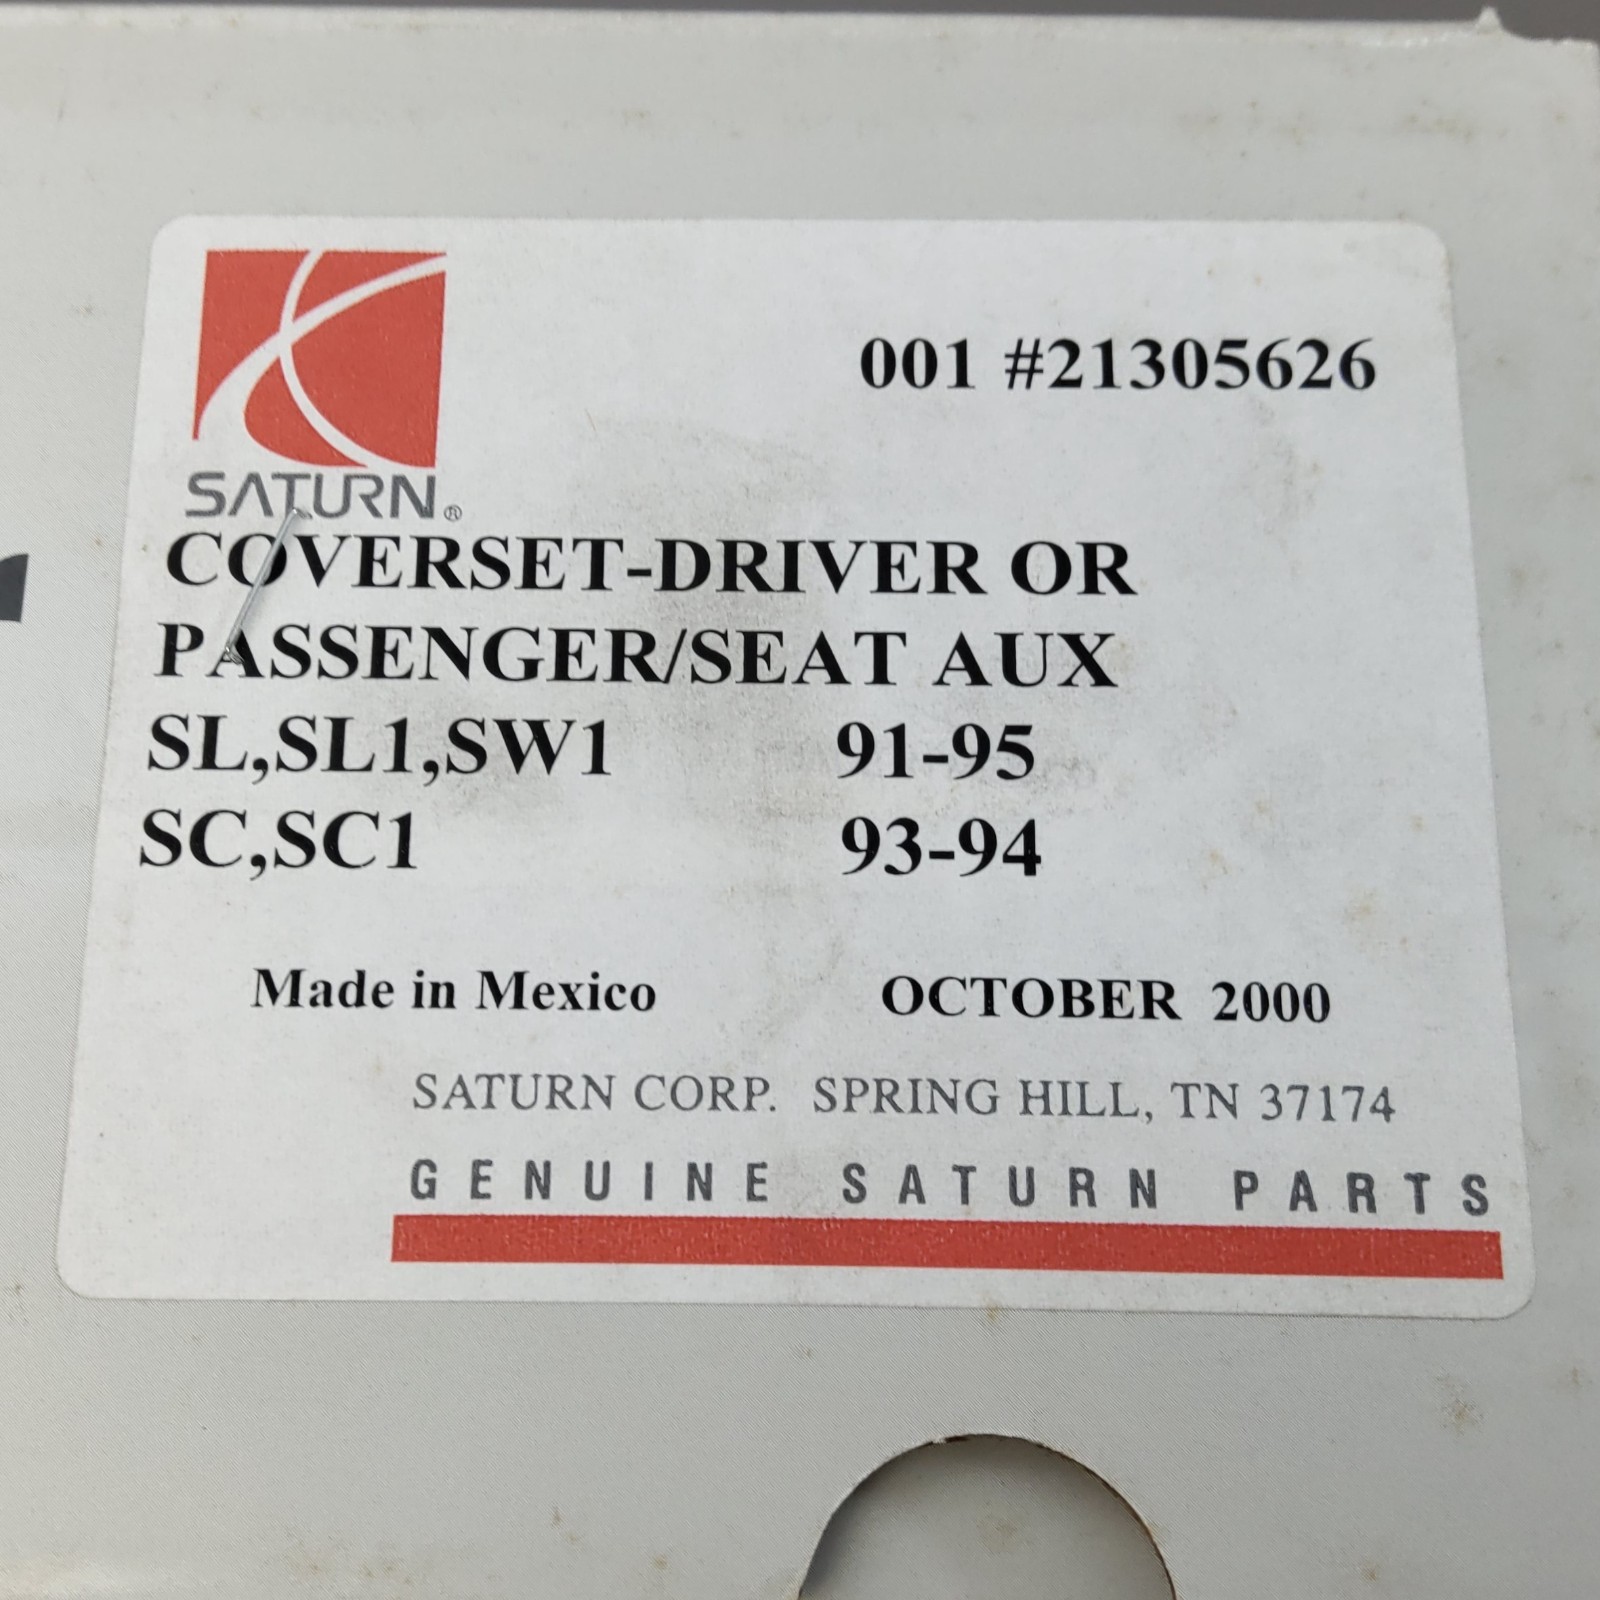 001 #21305626
SATURN®
COVERSET-DRIVER OR
PASSENGER/SEAT AUX
SL,SL1,SW1 91-95
SC,SC1 93-94
Made in Mexico OCTOBER 2000
SATURN CORP. SPRING HILL, TN 37174
GENUINE SATURN PARTS